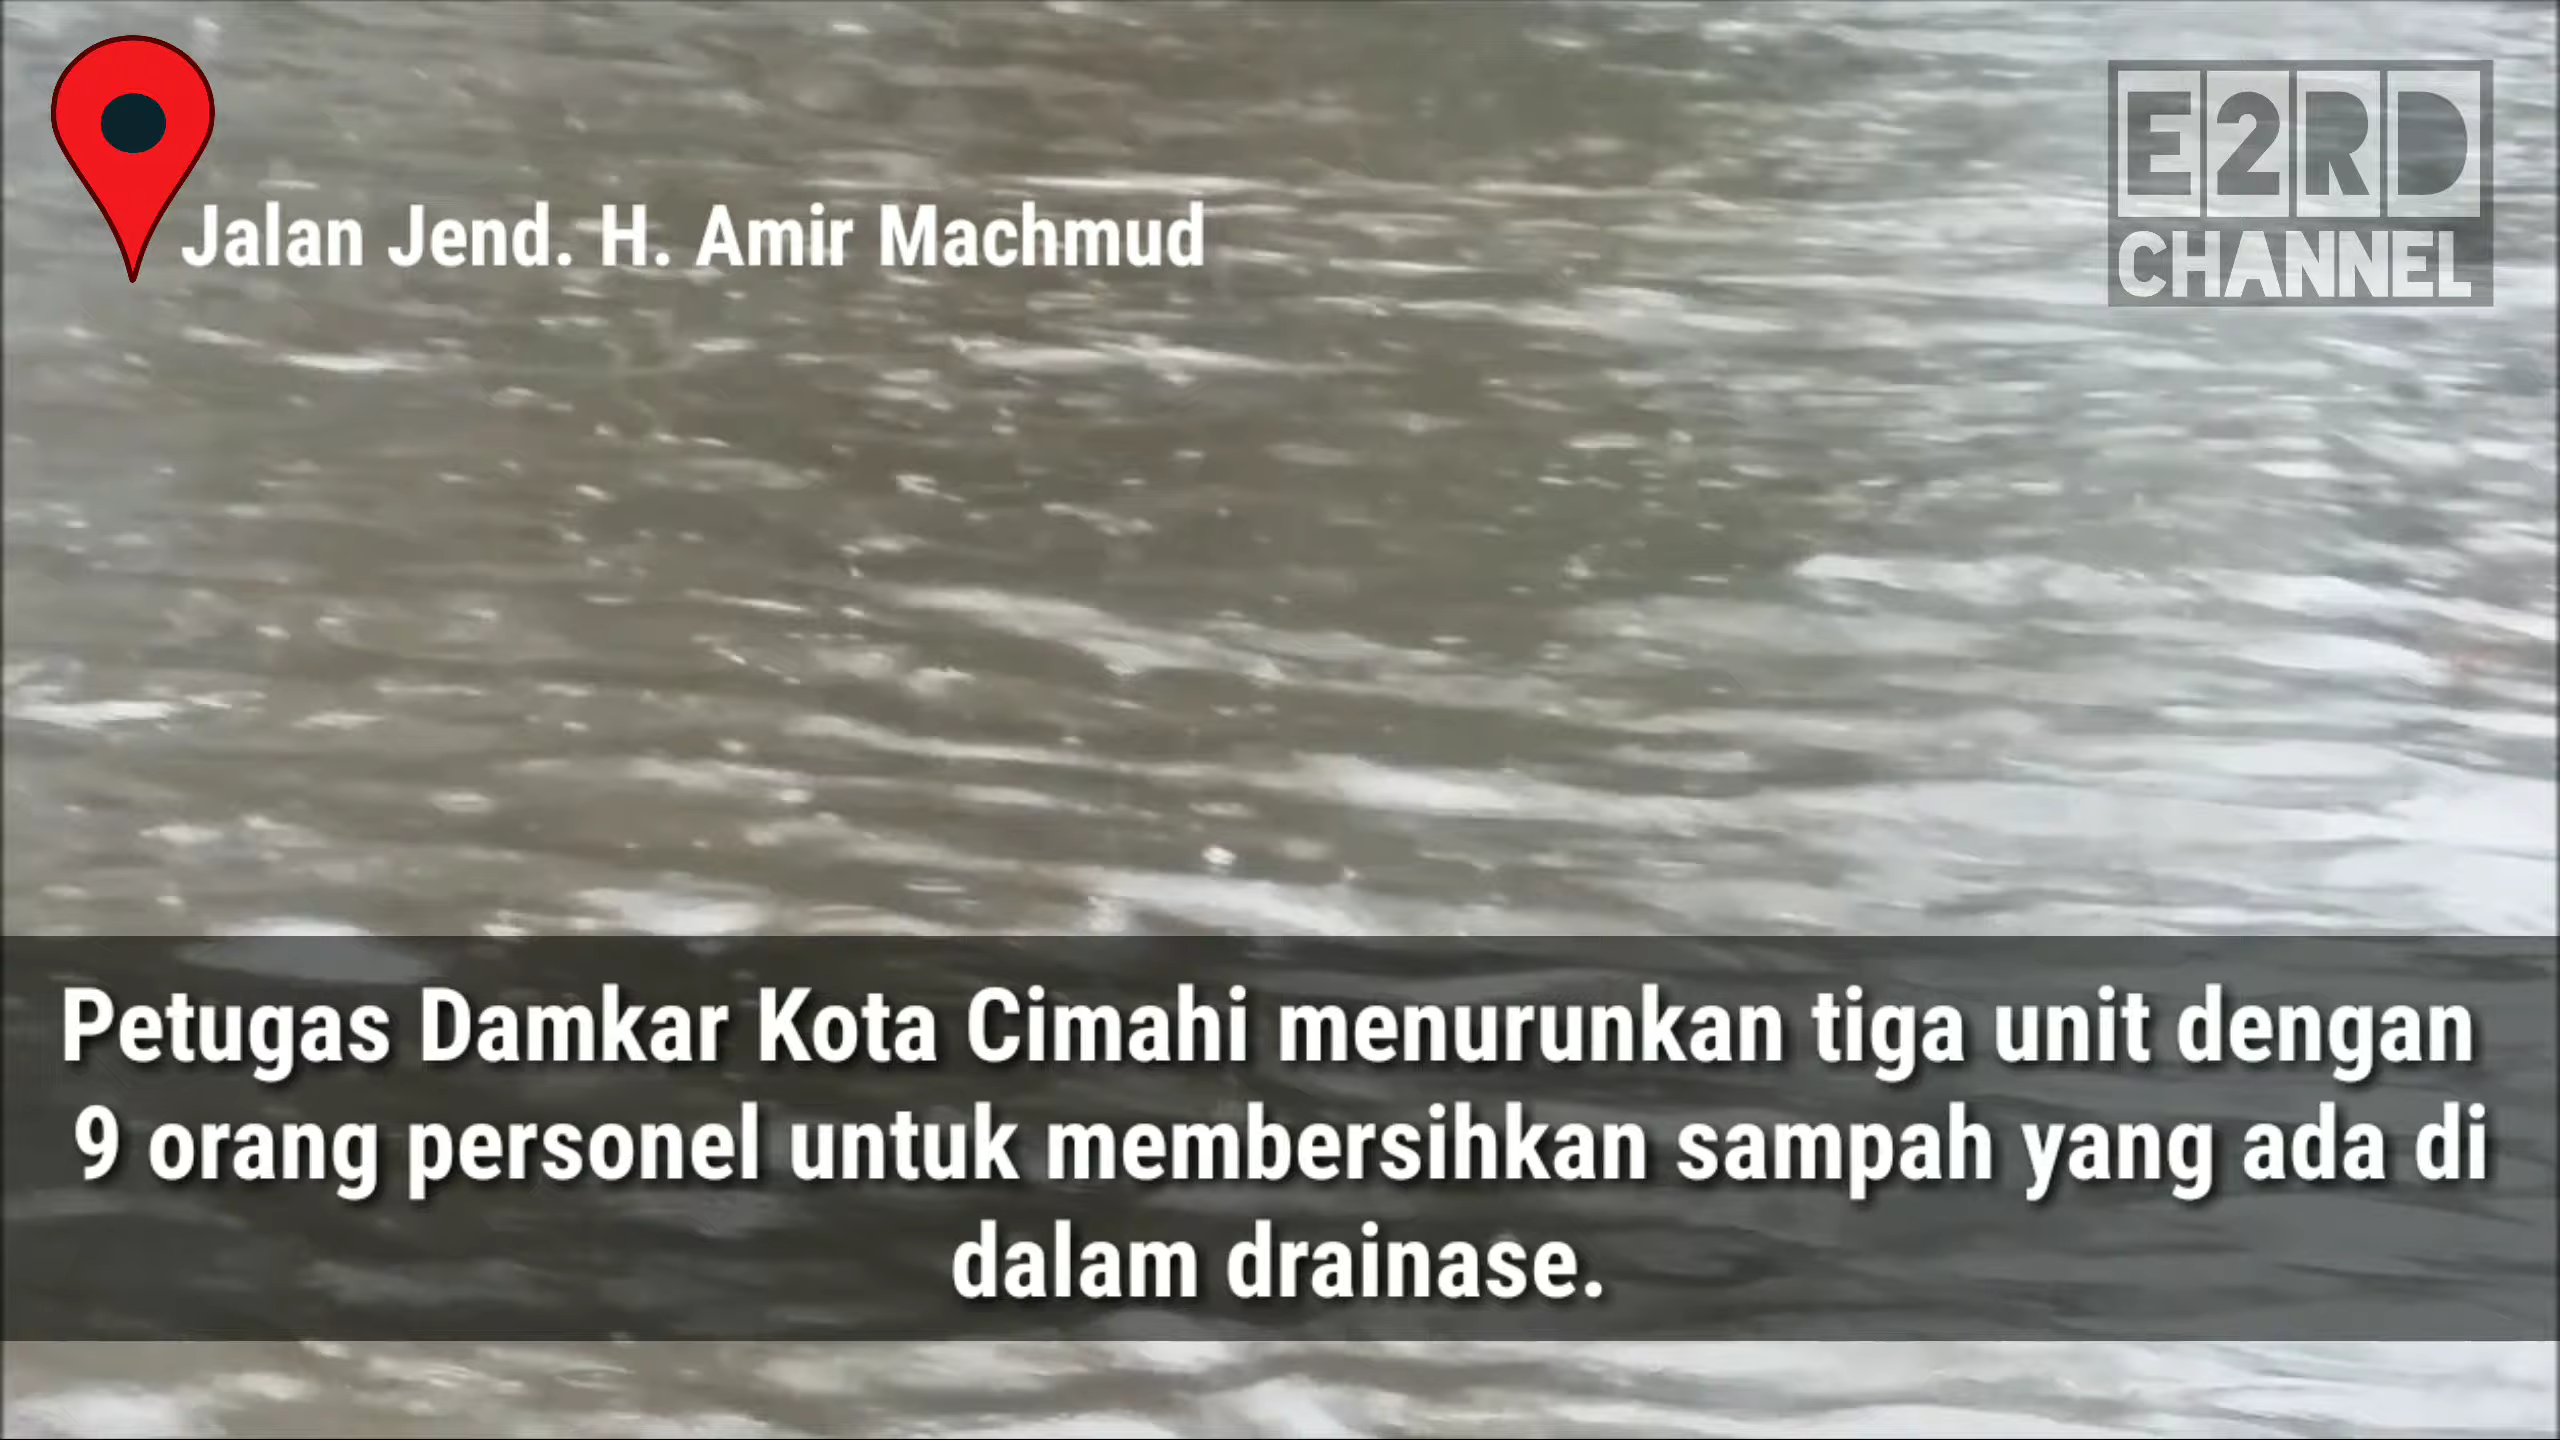 Jalan Jend. H. Amir Machmud
E2RD
CHANNEL
Petugas Damkar Kota Cimahi menurunkan tiga unit dengan
9 orang personel untuk membersihkan sampah yang ada di
dalam drainase.